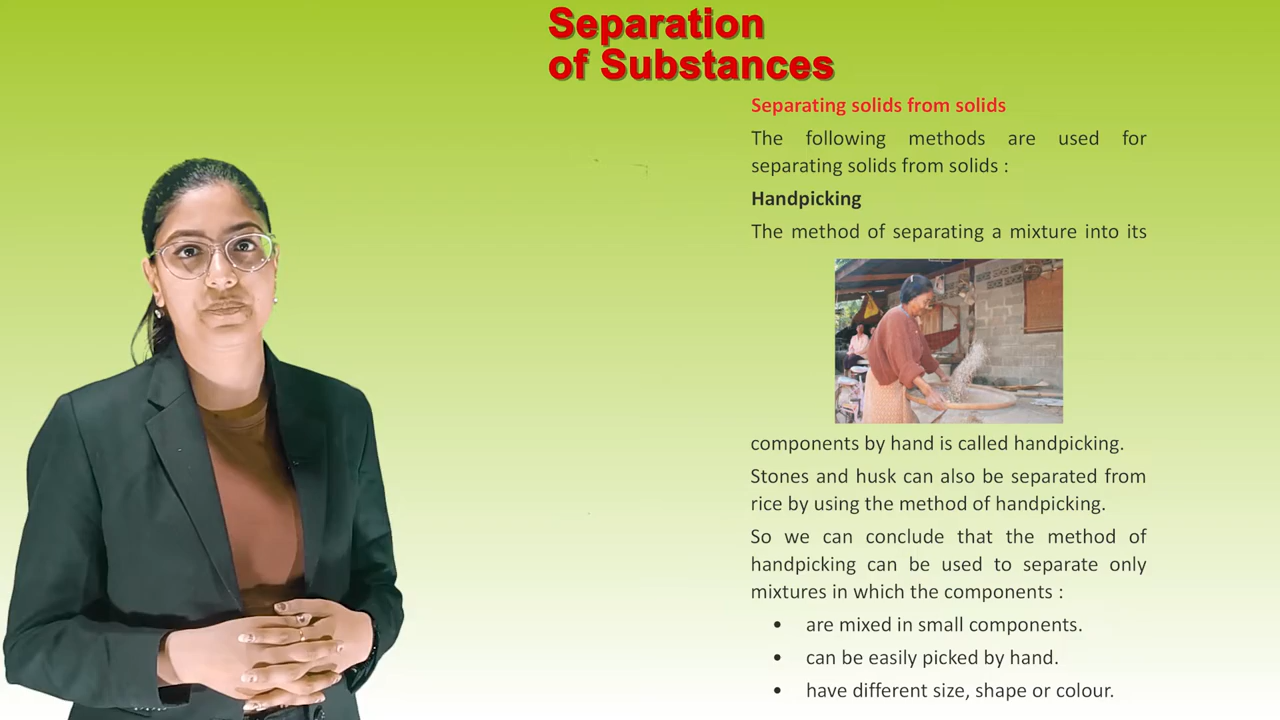 Separation
of Substances
Separating solids from solids
The following methods are used for
separating solids from solids :
Handpicking
The method of separating a mixture into its
components by hand is called handpicking.
Stones and husk can also be separated from
rice by using the method of handpicking.
So we can conclude that the method of
handpicking can be used to separate only
mixtures in which the components :
• are mixed in small components.
• can be easily picked by hand.
• have different size, shape or colour.